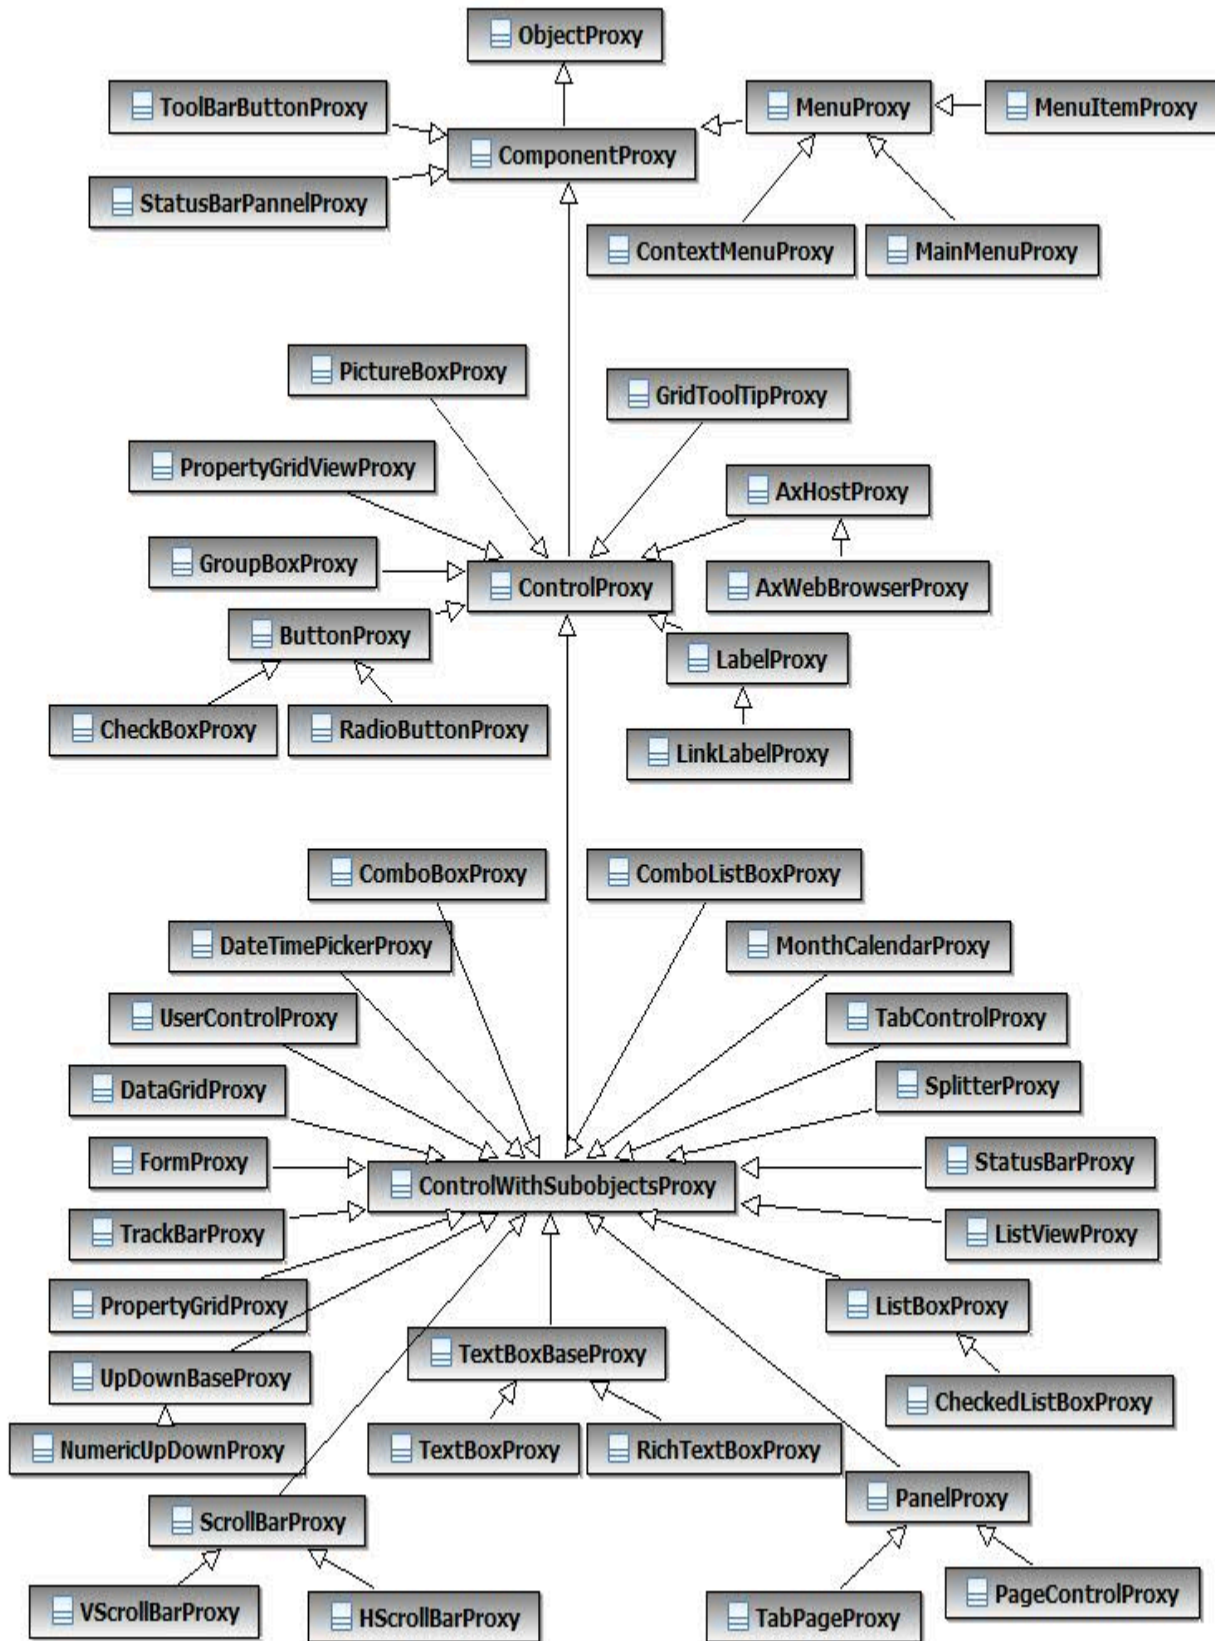 ObjectProxy
ToolBarButtonProxy
MenuProxy
MenuItemProxy
ComponentProxy
StatusBarPannelProxy
ContextMenuProxy
MainMenuProxy
PictureBoxProxy
GridToolTipProxy
PropertyGridViewProxy
AxHostProxy
GroupBoxProxy
ControlProxy
AxWebBrowserProxy
ButtonProxy
LabelProxy
CheckBoxProxy
RadioButtonProxy
LinkLabelProxy
ComboBoxProxy
ComboListBoxProxy
DateTimePickerProxy
MonthCalendarProxy
UserControlProxy
TabControlProxy
DataGridProxy
SplitterProxy
FormProxy
StatusBarProxy
ControlWithSubobjectsProxy
TrackBarProxy
ListViewProxy
PropertyGridProxy
ListBoxProxy
TextBoxBaseProxy
UpDownBaseProxy
CheckedListBoxProxy
NumericUpDownProxy
TextBoxProxy
RichTextBoxProxy
PanelProxy
ScrollBarProxy
PageControlProxy
VScrollBarProxy
HScrollBarProxy
TabPageProxy